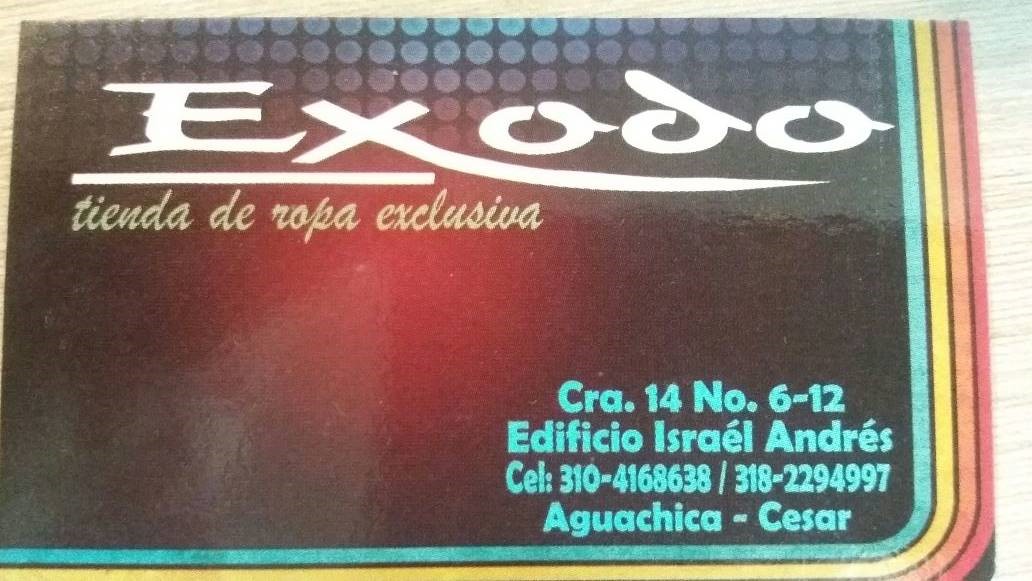 Exodo
tienda de ropa exclusiva
Cra. 14 No. 6-12
Edificio Israél Andrés
Cel: 310-4168638 / 318-2294997
Aguachica - Cesar